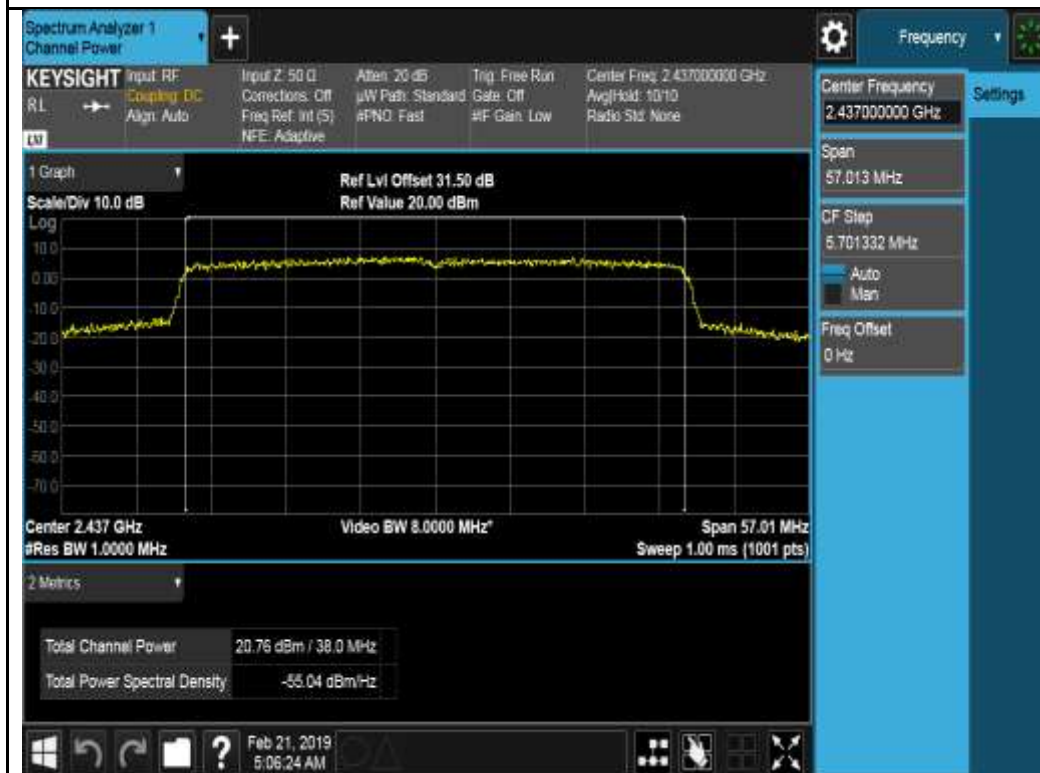 Spectrum Analyzer 1
Channel Power
+
Frequency
KEYSIGHT
Input: RF
Coupling: DC
Align: Auto
R L
LXI
Input Z: 50 Ω
Corrections: Off
Freq Ref: Int (S)
NFE: Adaptive
Atten: 20 dB
µW Path: Standard
#PNO: Fast
Trig: Free Run
Gate: Off
#IF Gain: Low
Center Freq: 2.437000000 GHz
Avg|Hold: 10/10
Radio Std: None
Center Frequency
2.437000000 GHz
Settings
Span
57.013 MHz
CF Step
5.701332 MHz
Auto
Man
Freq Offset
0 Hz
1 Graph
Scale/Div 10.0 dB
Ref Lvl Offset 31.50 dB
Ref Value 20.00 dBm
Log
10.0
0.00
-10.0
-20.0
-30.0
-40.0
-50.0
-60.0
-70.0
Center 2.437 GHz
#Res BW 1.0000 MHz
Video BW 8.0000 MHz*
Span 57.01 MHz
Sweep 1.00 ms (1001 pts)
2 Metrics
Total Channel Power
20.76 dBm / 38.0 MHz
Total Power Spectral Density
-55.04 dBm/Hz
?
Feb 21, 2019
5:06:24 AM